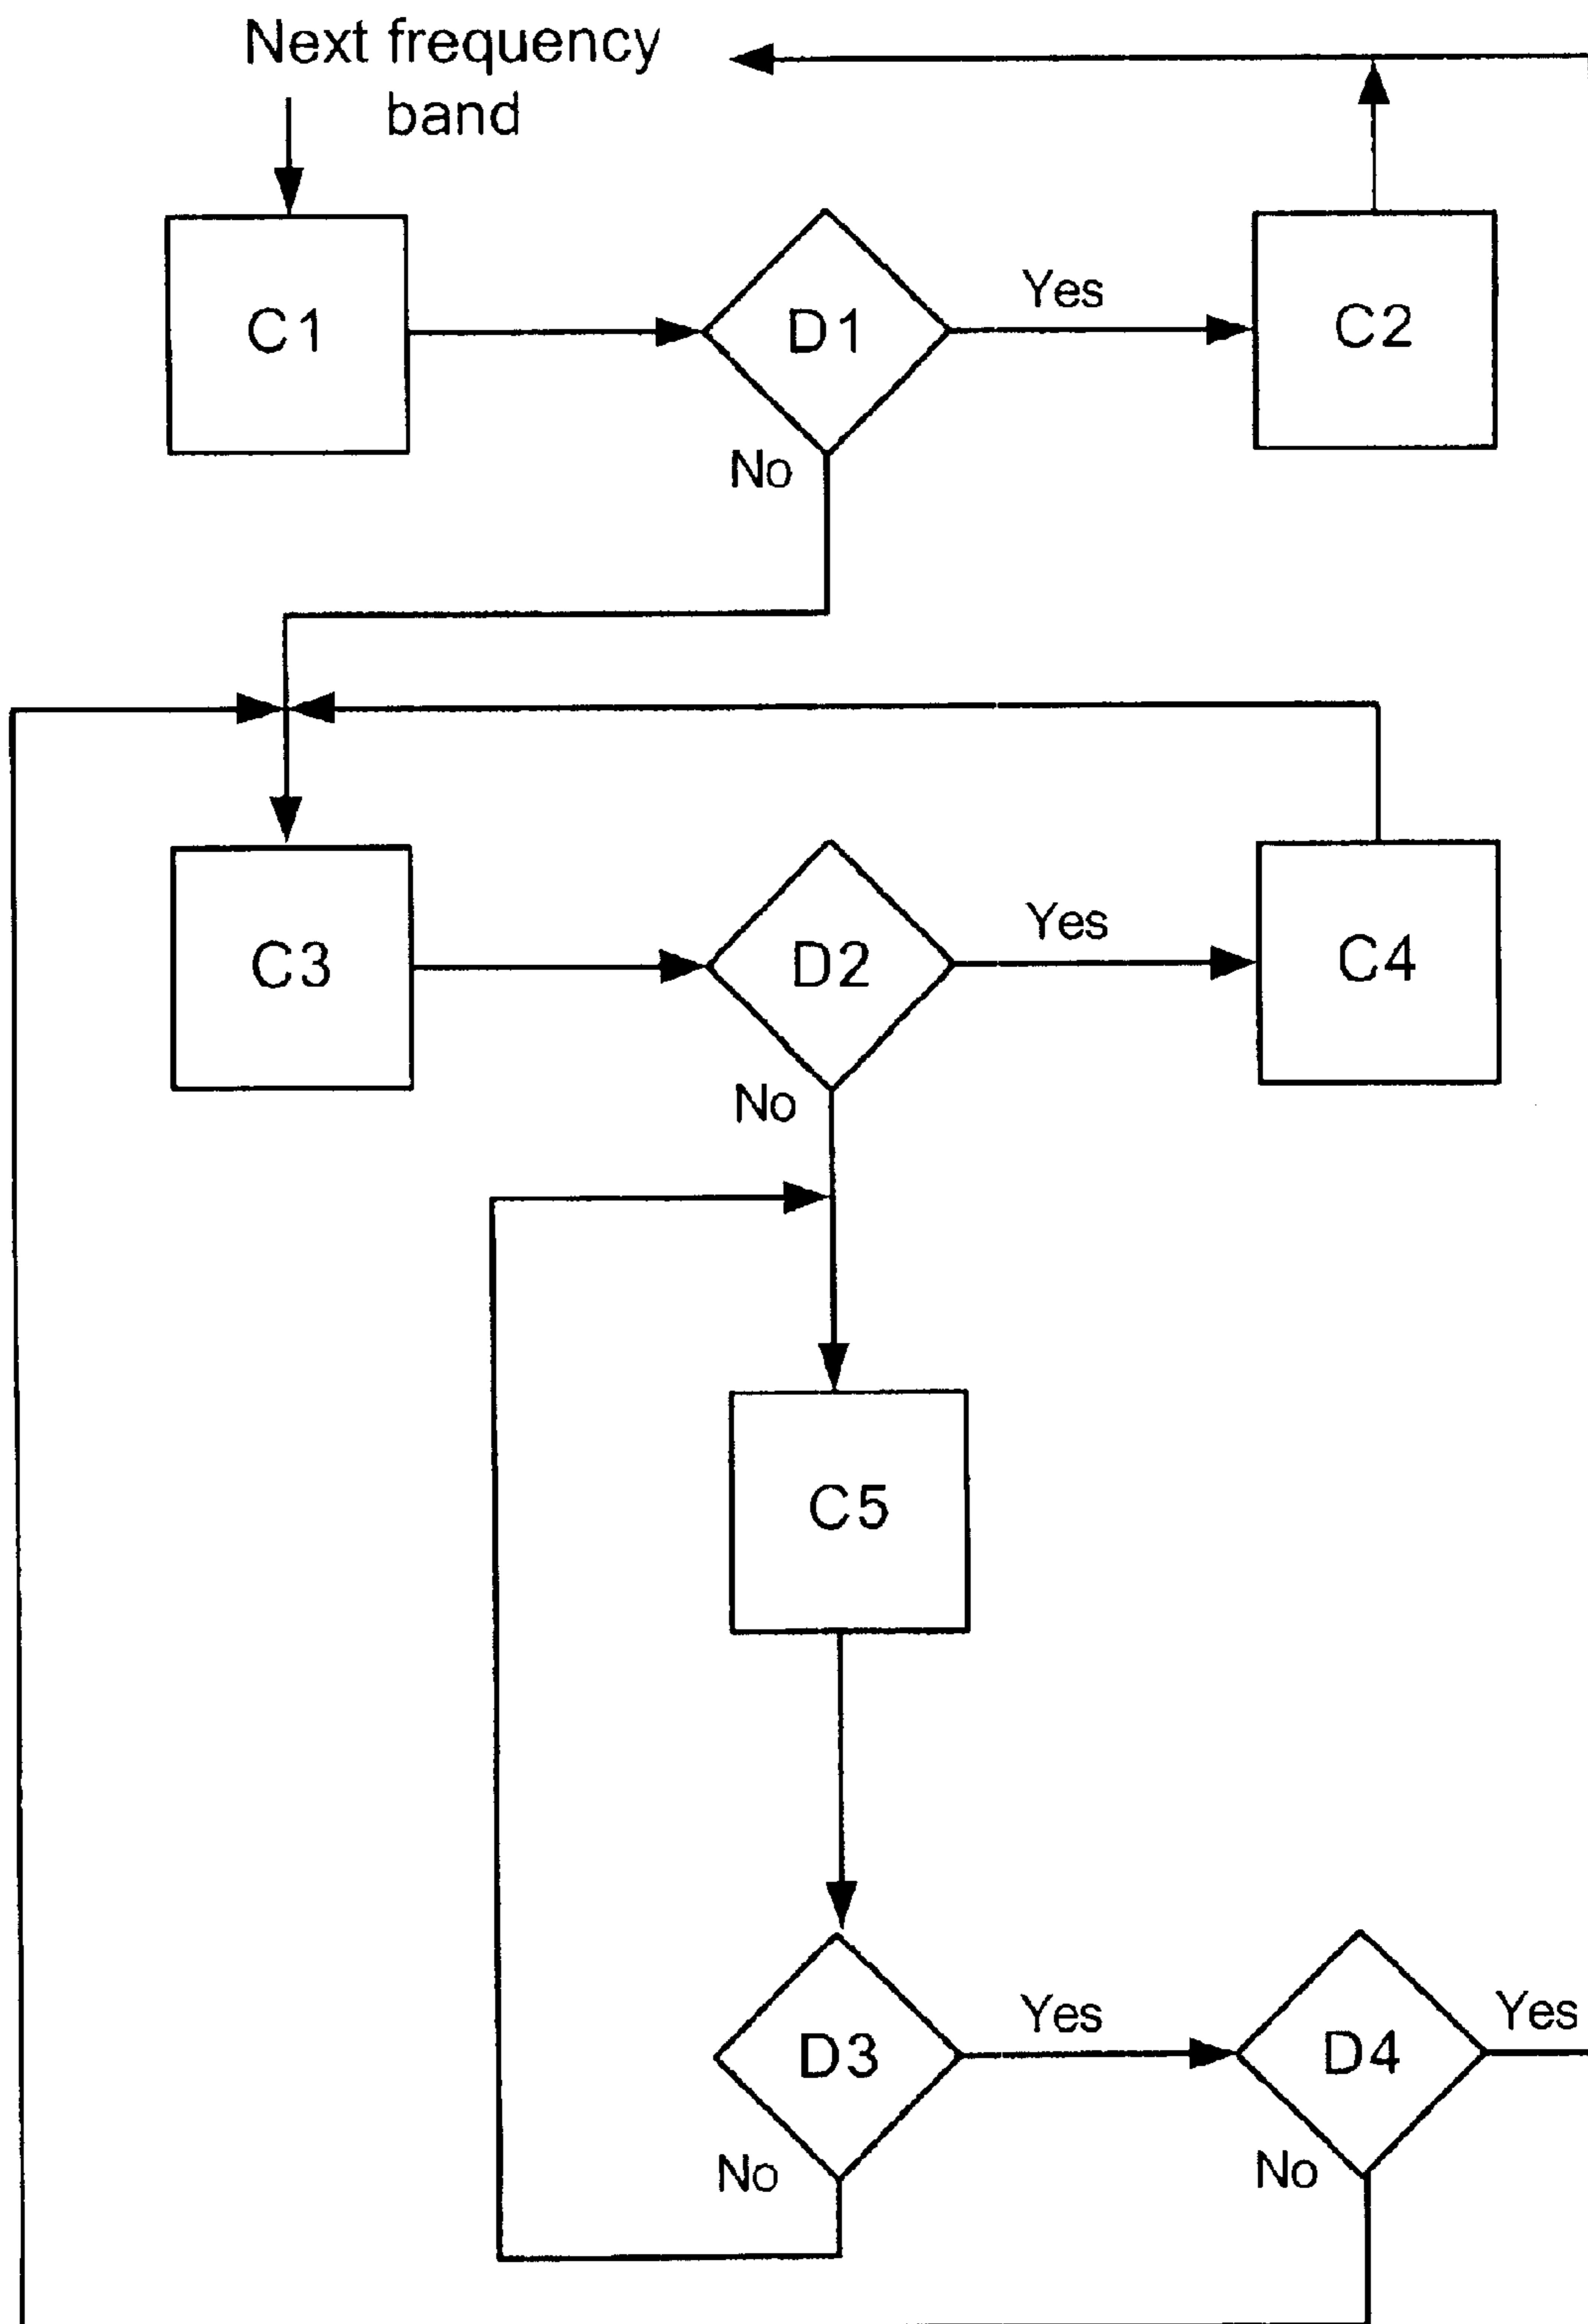 Next frequency
band
C1
D1
Yes
C2
No
C3
D2
Yes
C4
No
C5
D3
Yes
D4
Yes
No
No